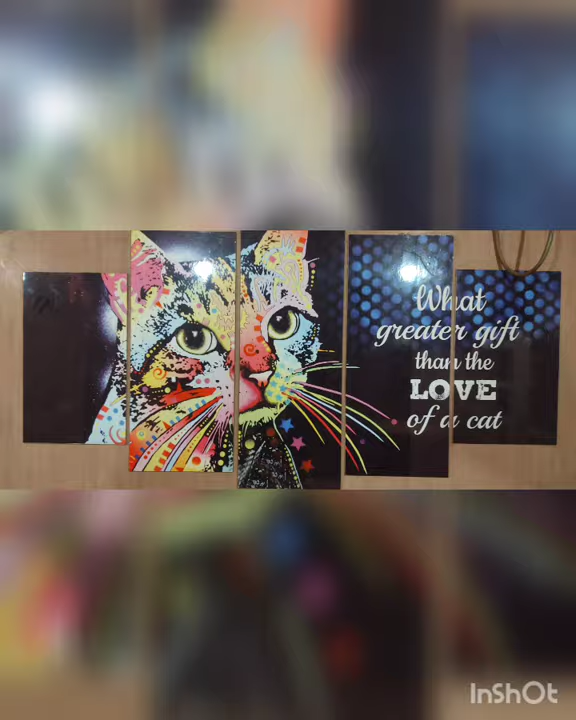 What
greater gift
than the
LOVE
of a cat
InShOt